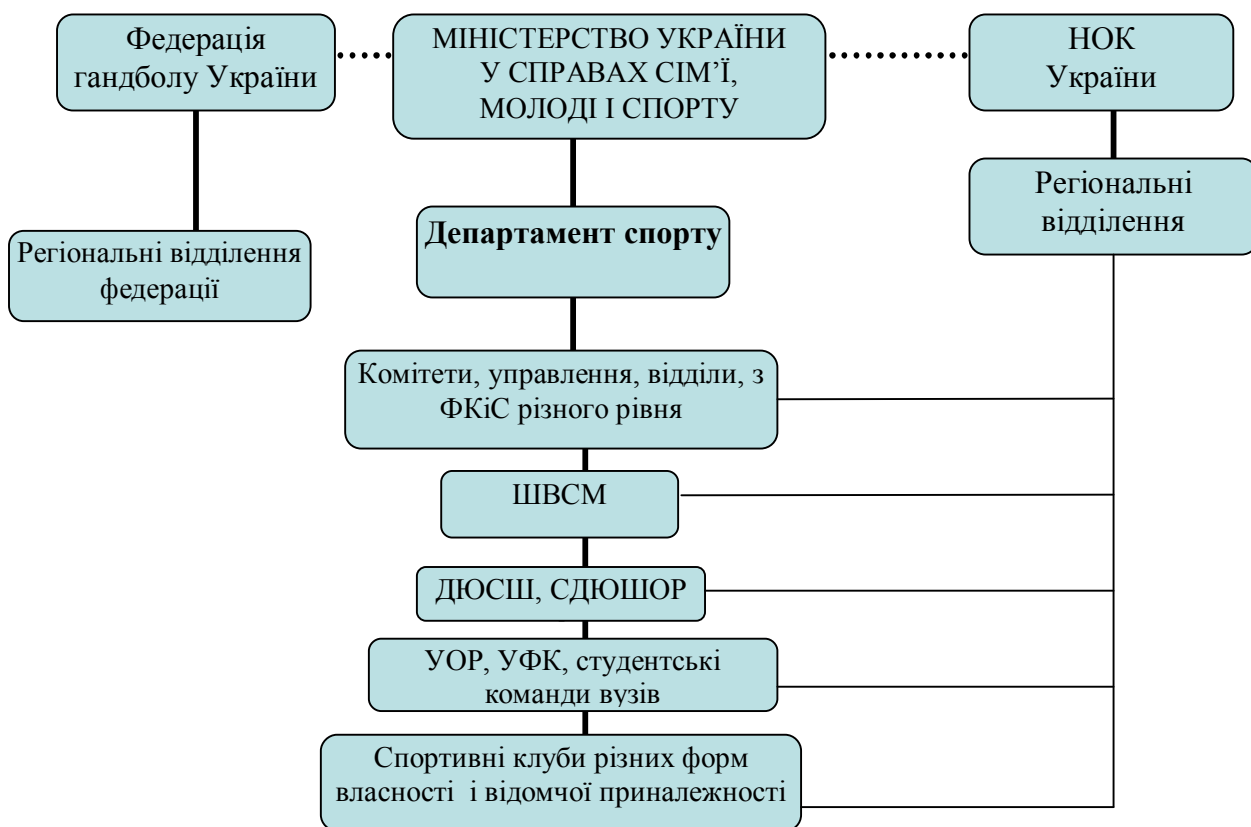 Федерація
гандболу України
МІНІСТЕРСТВО УКРАЇНИ
У СПРАВАХ СІМ’Ї,
МОЛОДІ І СПОРТУ
НОК
України
Регіональні
відділення
Департамент спорту
Регіональні відділення
федерації
Комітети, управління, відділи, з
ФКіС різного рівня
ШВСМ
ДЮСШ, СДЮШОР
УОР, УФК, студентські
команди вузів
Спортивні клуби різних форм
власності і відомчої приналежності